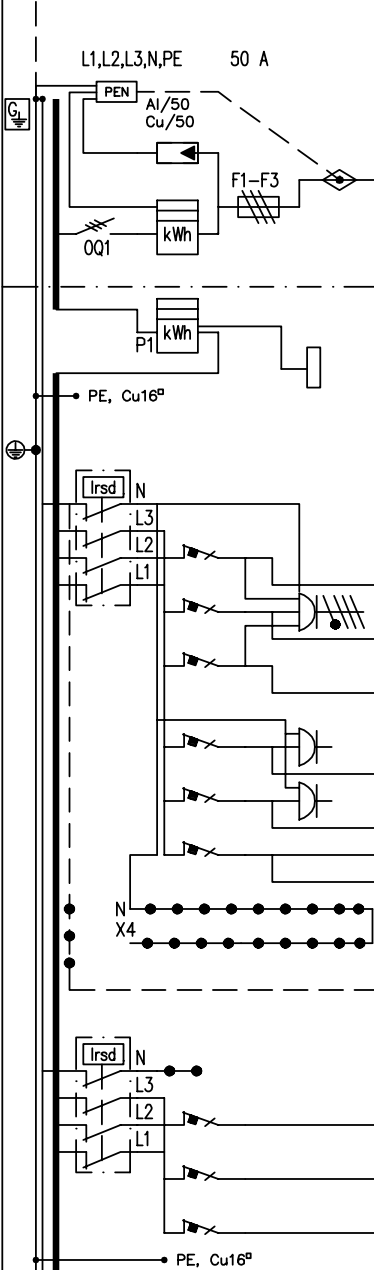 L1,L2,L3,N,PE 50 A
PEN
Al/50
Cu/50
G
F1-F3
kWh
0Q1
kWh
P1
PE, Cu16
Irsd N
L3
L2
L1
N
X4
Irsd N
L3
L2
L1
PE, Cu16